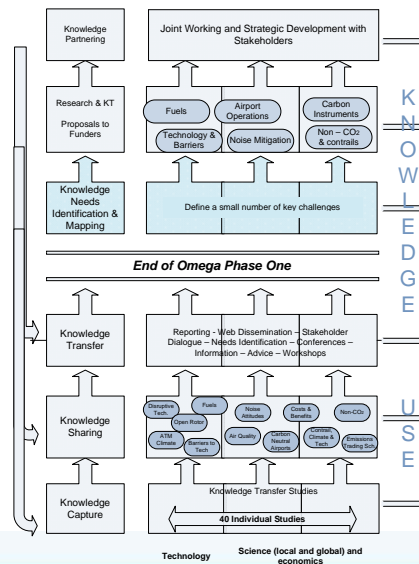 Knowledge
Partnering
Joint Working and Strategic Development with
Stakeholders
Research & KT
Proposals to
Funders
Fuels
Airport
Operations
Carbon
Instruments
Technology &
Barriers
Noise Mitigation
Non – CO2
& contrails
Knowledge
Needs
Identification &
Mapping
Define a small number of key challenges
End of Omega Phase One
Knowledge
Transfer
Reporting - Web Dissemination – Stakeholder
Dialogue – Needs Identification – Conferences –
Information – Advice – Workshops
Knowledge
Sharing
Disruptive
Tech.
Fuels
Open Rotor
ATM
Climate
Barriers to
Tech
Noise
Attitudes
Costs &
Benefits
Air Quality
Carbon
Neutral
Airports
Non-CO2
Contrail,
Climate &
Tech
Emissions
Trading Sch.
Knowledge
Capture
Knowledge Transfer Studies
40 Individual Studies
Technology
Science (local and global) and
economics
K
N
O
W
L
E
D
G
E
U
S
E